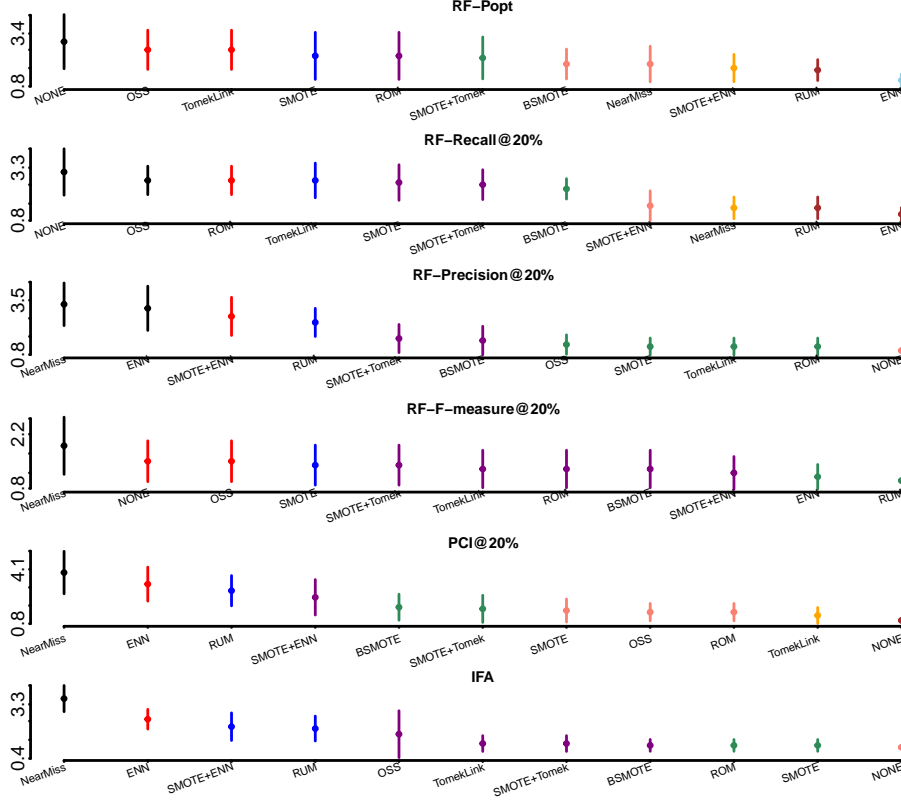 RF-Popt
3.4
0.8
NONE OSS TomekLink SMOTE ROM SMOTE+Tomek BSMOTE NearMiss SMOTE+ENN RUM ENN
RF-Recall@20%
3.3
0.8
NONE OSS ROM TomekLink SMOTE SMOTE+Tomek BSMOTE SMOTE+ENN NearMiss RUM ENN
RF-Precision@20%
3.5
0.8
NearMiss ENN SMOTE+ENN RUM SMOTE+Tomek BSMOTE OSS SMOTE TomekLink ROM NONE
RF-F-measure@20%
2.2
0.8
NearMiss NONE OSS SMOTE SMOTE+Tomek TomekLink ROM BSMOTE SMOTE+ENN ENN RUM
PCI@20%
4.1
0.8
NearMiss ENN RUM SMOTE+ENN BSMOTE SMOTE+Tomek SMOTE OSS ROM TomekLink NONE
IFA
3.3
0.4
NearMiss ENN SMOTE+ENN RUM OSS TomekLink SMOTE+Tomek BSMOTE ROM SMOTE NONE